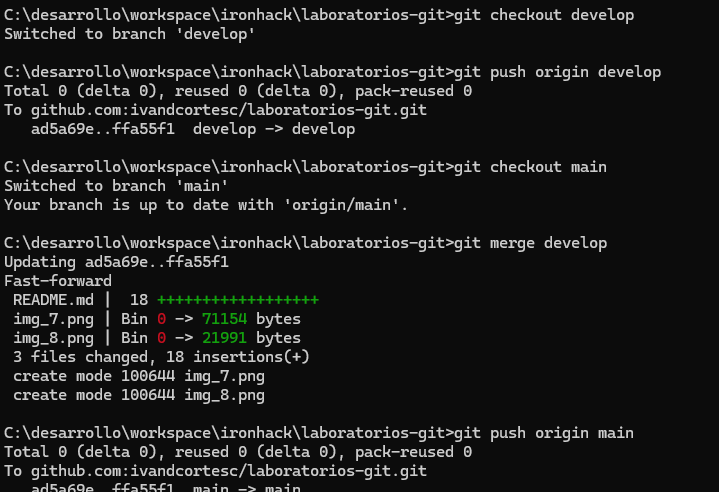 C:\desarrollo\workspace\ironhack\laboratorios-git>git checkout develop
Switched to branch 'develop'
C:\desarrollo\workspace\ironhack\laboratorios-git>git push origin develop
Total 0 (delta 0), reused 0 (delta 0), pack-reused 0
To github.com:ivandcortesc/laboratorios-git.git
   ad5a69e..ffa55f1  develop -> develop
C:\desarrollo\workspace\ironhack\laboratorios-git>git checkout main
Switched to branch 'main'
Your branch is up to date with 'origin/main'.
C:\desarrollo\workspace\ironhack\laboratorios-git>git merge develop
Updating ad5a69e..ffa55f1
Fast-forward
 README.md |  18 ++++++++++++++++++
 img_7.png | Bin 0 -> 71154 bytes
 img_8.png | Bin 0 -> 21991 bytes
 3 files changed, 18 insertions(+)
 create mode 100644 img_7.png
 create mode 100644 img_8.png
C:\desarrollo\workspace\ironhack\laboratorios-git>git push origin main
Total 0 (delta 0), reused 0 (delta 0), pack-reused 0
To github.com:ivandcortesc/laboratorios-git.git
   ad5a69e..ffa55f1  main -> main